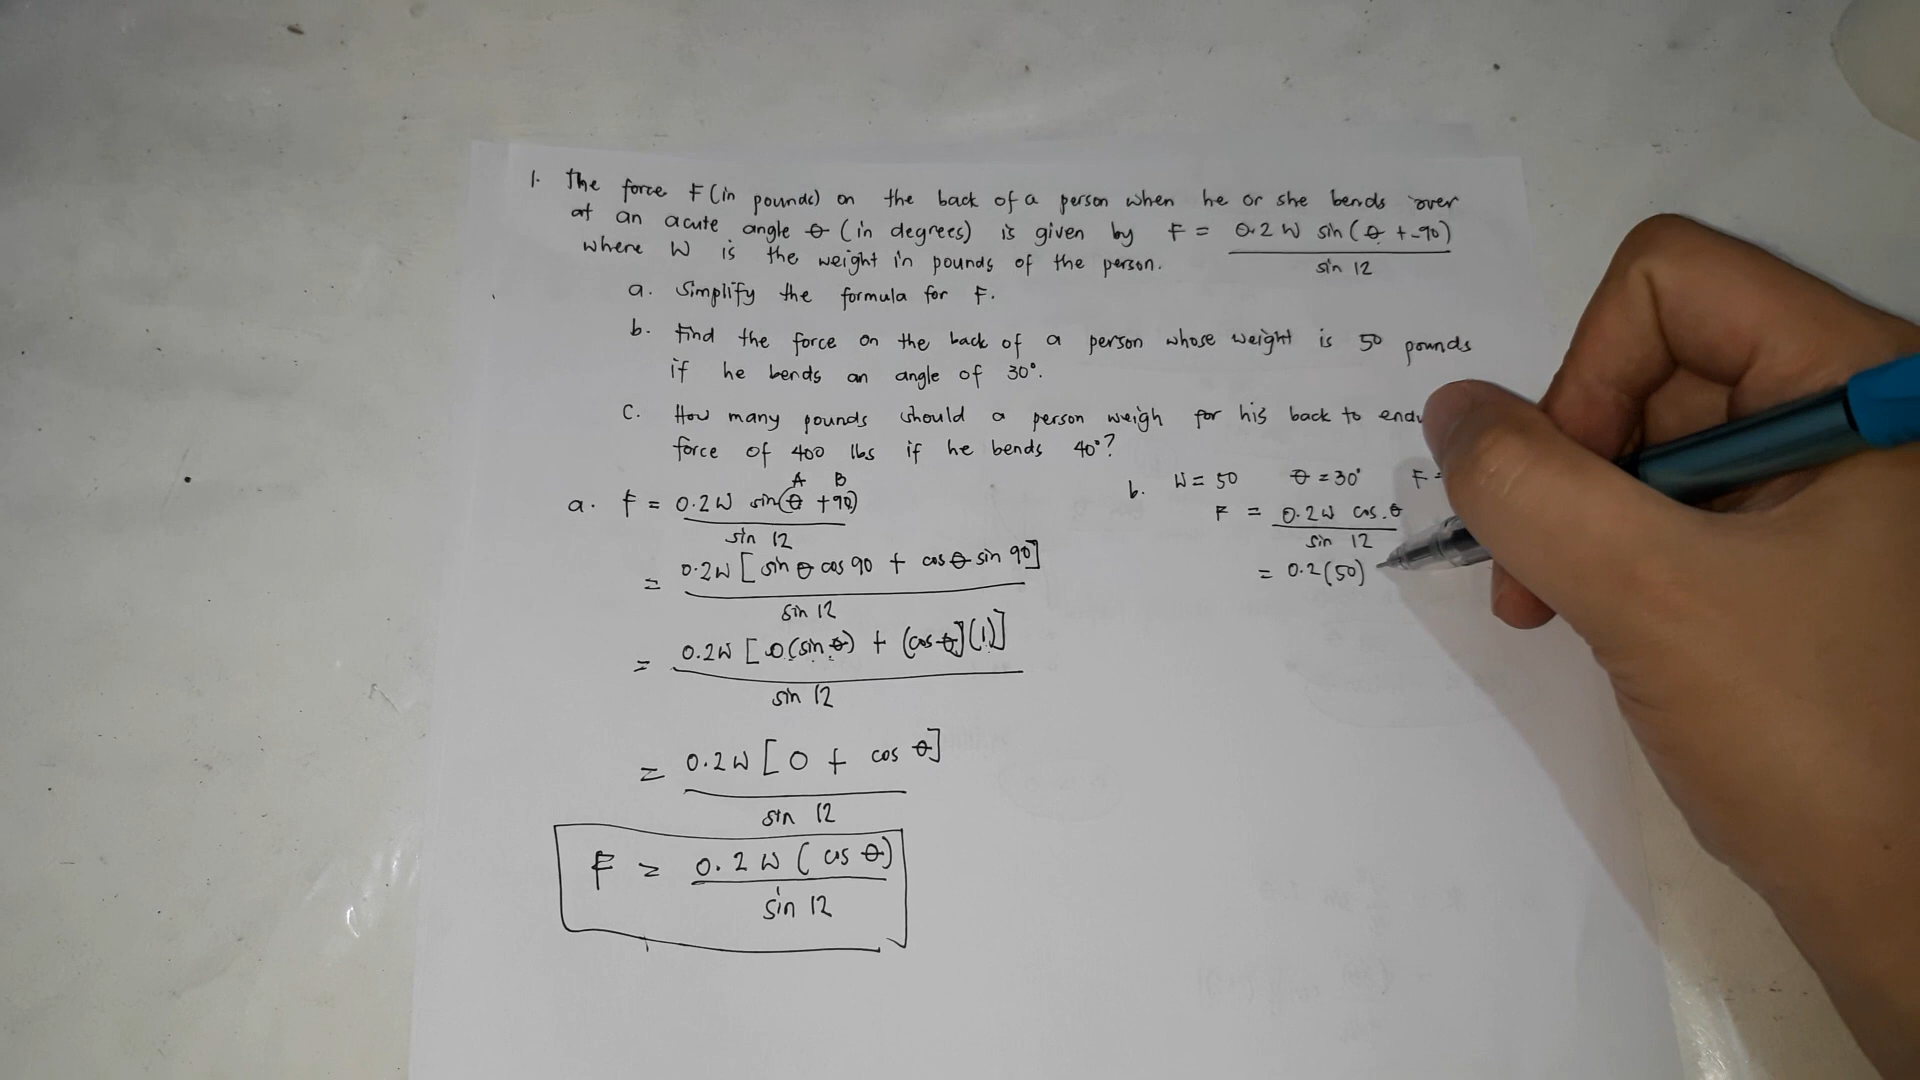 1. The force F (in pounds) on the back of a person when he or she bends over
at an acute angle θ (in degrees) is given by F = 0.2 W sin(θ + 90)
sin 12
where W is the weight in pounds of the person.
a. Simplify the formula for F.
b. Find the force on the back of a person whose weight is 50 pounds
if he bends an angle of 30°.
c. How many pounds should a person weigh for his back to
force of 400 lbs if he bends 40°?
A B
a. F = 0.2W sin(θ + 90)
sin 12
= 0.2W [sin θ cos 90 + cos θ sin 90]
sin 12
= 0.2W [0(sin θ) + (cos θ)(1)]
sin 12
= 0.2W [0 + cos θ]
sin 12
F = 0.2W (cos θ)
sin 12
b. W = 50 θ = 30° F =
F = 0.2W cos θ
sin 12
= 0.2(50)